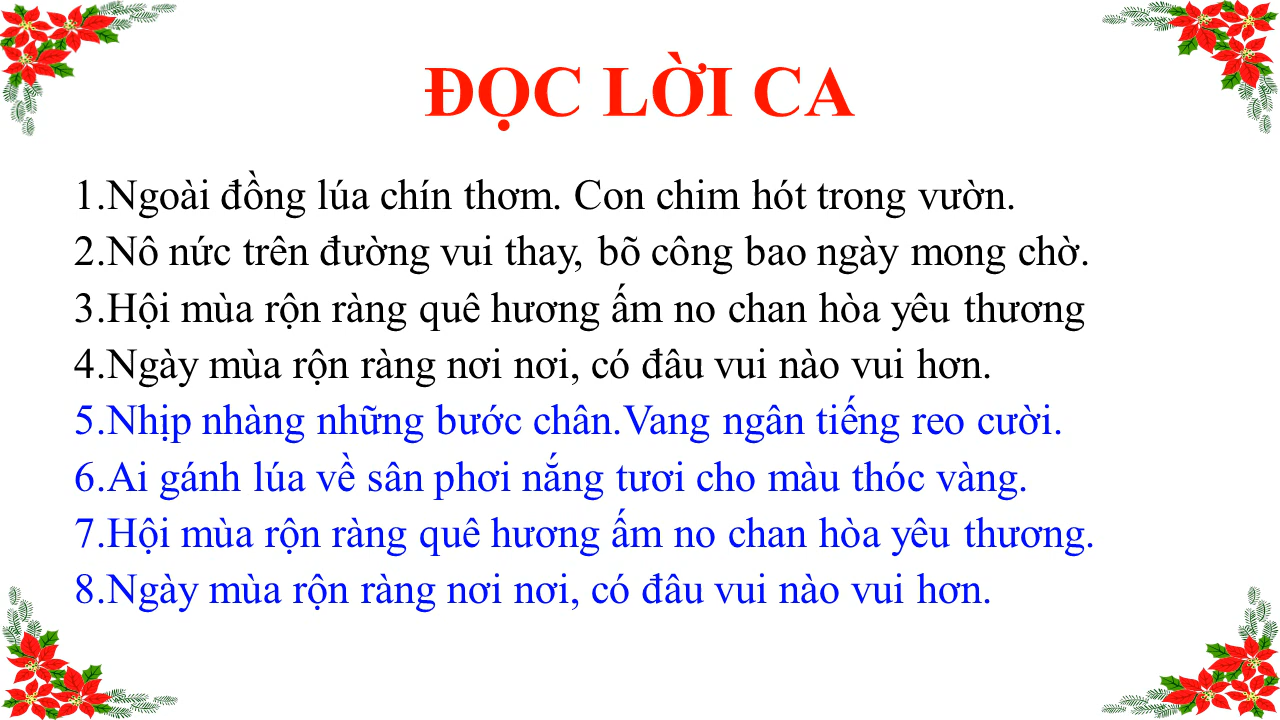 ĐỌC LỜI CA
1.Ngoài đồng lúa chín thơm. Con chim hót trong vườn.
2.Nô nức trên đường vui thay, bõ công bao ngày mong chờ.
3.Hội mùa rộn ràng quê hương ấm no chan hòa yêu thương
4.Ngày mùa rộn ràng nơi nơi, có đâu vui nào vui hơn.
5.Nhịp nhàng những bước chân.Vang ngân tiếng reo cười.
6.Ai gánh lúa về sân phơi nắng tươi cho màu thóc vàng.
7.Hội mùa rộn ràng quê hương ấm no chan hòa yêu thương.
8.Ngày mùa rộn ràng nơi nơi, có đâu vui nào vui hơn.